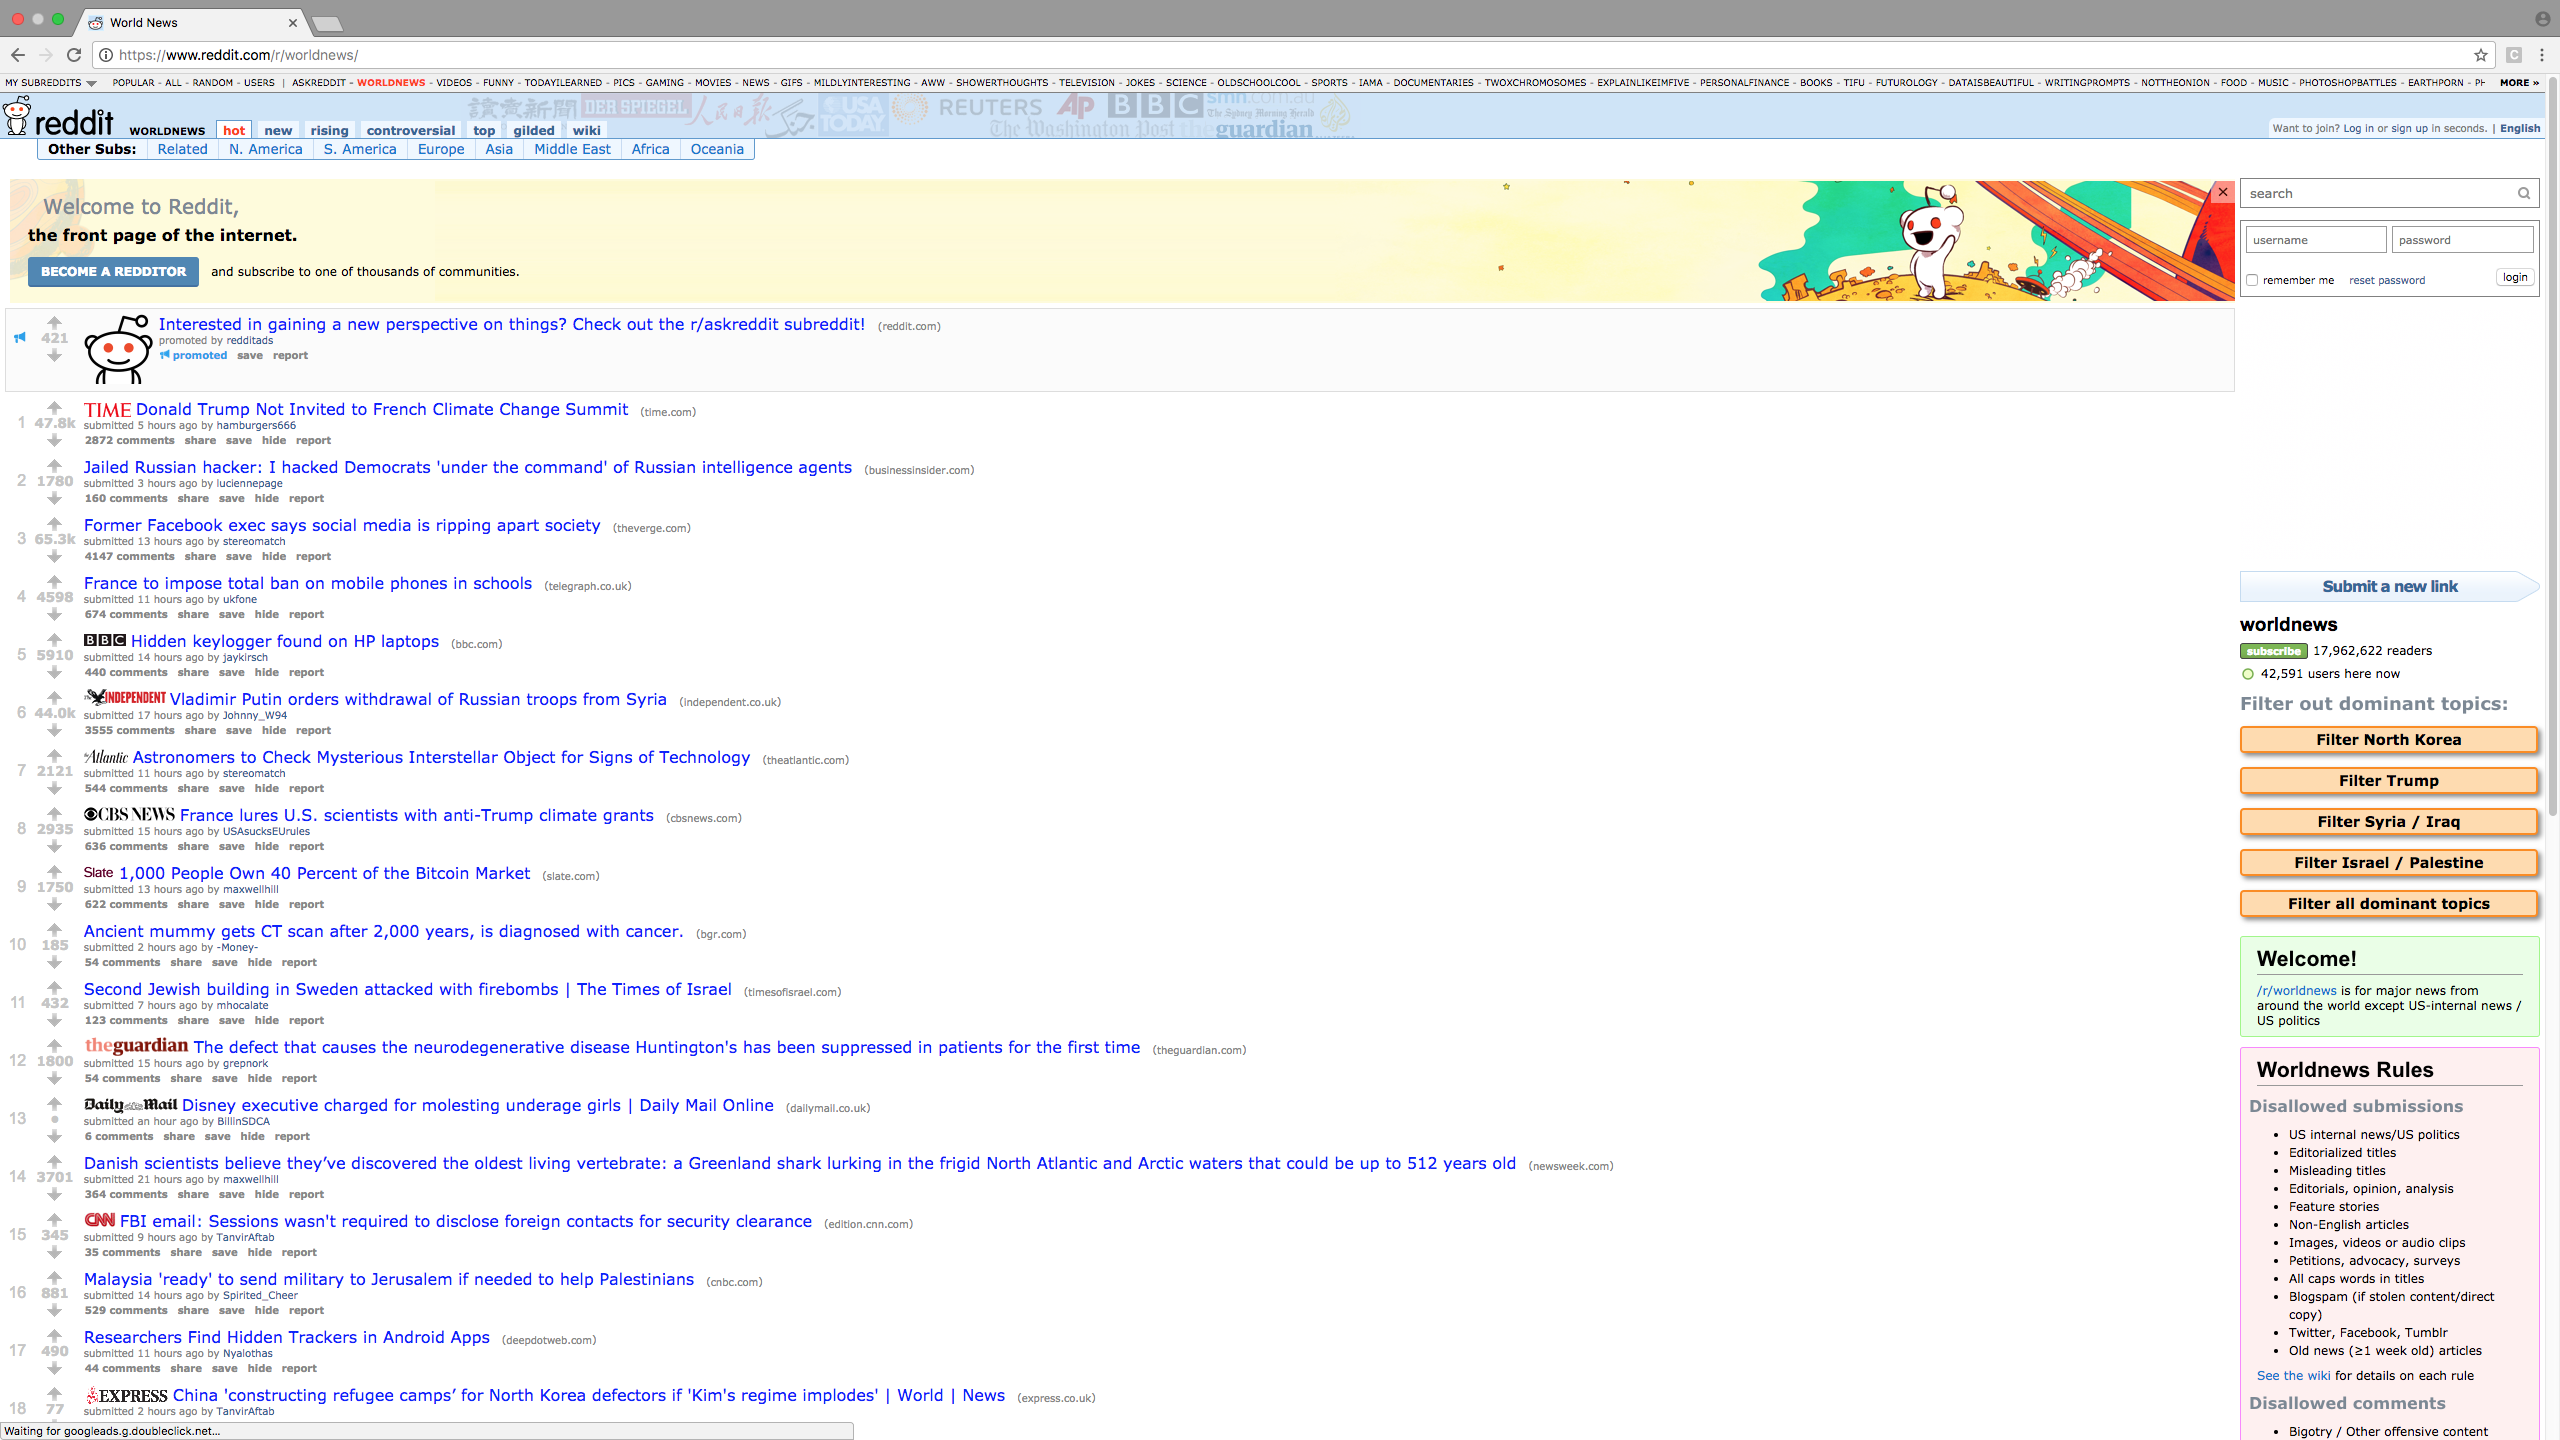 World News
https://www.reddit.com/r/worldnews/
MY SUBREDDITS POPULAR - ALL - RANDOM - USERS | ASKREDDIT - WORLDNEWS - VIDEOS - FUNNY - TODAYILEARNED - PICS - GAMING - MOVIES - NEWS - GIFS - MILDLYINTERESTING - AWW - SHOWERTHOUGHTS - TELEVISION - JOKES - SCIENCE - OLDSCHOOLCOOL - SPORTS - IAMA - DOCUMENTARIES - TWOXCHROMOSOMES - EXPLAINLIKEIMFIVE - PERSONALFINANCE - BOOKS - TIFU - FUTUROLOGY - DATAISBEAUTIFUL - WRITINGPROMPTS - NOTTHEONION - FOOD - MUSIC - PHOTOSHOPBATTLES - EARTHPORN - PH MORE »
讀賣新聞 DER SPIEGEL 人民日报 USA TODAY REUTERS AP BBC smh.com.au The Sydney Morning Herald
The Washington Post the guardian
reddit WORLDNEWS hot new rising controversial top gilded wiki
Want to join? Log in or sign up in seconds. | English
Other Subs: Related N. America S. America Europe Asia Middle East Africa Oceania
Welcome to Reddit,
the front page of the internet.
BECOME A REDDITOR and subscribe to one of thousands of communities.
421 Interested in gaining a new perspective on things? Check out the r/askreddit subreddit! (reddit.com)
promoted by redditads
promoted save report
1 47.8k TIME Donald Trump Not Invited to French Climate Change Summit (time.com)
submitted 5 hours ago by hamburgers666
2872 comments share save hide report
2 1780 Jailed Russian hacker: I hacked Democrats 'under the command' of Russian intelligence agents (businessinsider.com)
submitted 3 hours ago by luciennepage
160 comments share save hide report
3 65.3k Former Facebook exec says social media is ripping apart society (theverge.com)
submitted 13 hours ago by stereomatch
4147 comments share save hide report
4 4598 France to impose total ban on mobile phones in schools (telegraph.co.uk)
submitted 11 hours ago by ukfone
674 comments share save hide report
5 5910 BBC Hidden keylogger found on HP laptops (bbc.com)
submitted 14 hours ago by jaykirsch
440 comments share save hide report
6 44.0k INDEPENDENT Vladimir Putin orders withdrawal of Russian troops from Syria (independent.co.uk)
submitted 17 hours ago by Johnny_W94
3555 comments share save hide report
7 2121 the Atlantic Astronomers to Check Mysterious Interstellar Object for Signs of Technology (theatlantic.com)
submitted 11 hours ago by stereomatch
544 comments share save hide report
8 2935 CBS NEWS France lures U.S. scientists with anti-Trump climate grants (cbsnews.com)
submitted 15 hours ago by USAsucksEUrules
636 comments share save hide report
9 1750 Slate 1,000 People Own 40 Percent of the Bitcoin Market (slate.com)
submitted 13 hours ago by maxwellhill
622 comments share save hide report
10 185 Ancient mummy gets CT scan after 2,000 years, is diagnosed with cancer. (bgr.com)
submitted 2 hours ago by -Money-
54 comments share save hide report
11 432 Second Jewish building in Sweden attacked with firebombs | The Times of Israel (timesofisrael.com)
submitted 7 hours ago by mhocalate
123 comments share save hide report
12 1800 theguardian The defect that causes the neurodegenerative disease Huntington's has been suppressed in patients for the first time (theguardian.com)
submitted 15 hours ago by grepnork
54 comments share save hide report
13 • Daily Mail Disney executive charged for molesting underage girls | Daily Mail Online (dailymail.co.uk)
submitted an hour ago by BillinSDCA
6 comments share save hide report
14 3701 Danish scientists believe they’ve discovered the oldest living vertebrate: a Greenland shark lurking in the frigid North Atlantic and Arctic waters that could be up to 512 years old (newsweek.com)
submitted 21 hours ago by maxwellhill
364 comments share save hide report
15 345 CNN FBI email: Sessions wasn't required to disclose foreign contacts for security clearance (edition.cnn.com)
submitted 9 hours ago by TanvirAftab
35 comments share save hide report
16 881 Malaysia 'ready' to send military to Jerusalem if needed to help Palestinians (cnbc.com)
submitted 14 hours ago by Spirited_Cheer
529 comments share save hide report
17 490 Researchers Find Hidden Trackers in Android Apps (deepdotweb.com)
submitted 11 hours ago by Nyalothas
44 comments share save hide report
18 77 EXPRESS China 'constructing refugee camps’ for North Korea defectors if 'Kim's regime implodes' | World | News (express.co.uk)
submitted 2 hours ago by TanvirAftab
Waiting for googleads.g.doubleclick.net...
search
username password
remember me reset password login
Submit a new link
worldnews
subscribe 17,962,622 readers
42,591 users here now
Filter out dominant topics:
Filter North Korea
Filter Trump
Filter Syria / Iraq
Filter Israel / Palestine
Filter all dominant topics
Welcome!
/r/worldnews is for major news from
around the world except US-internal news /
US politics
Worldnews Rules
Disallowed submissions
• US internal news/US politics
• Editorialized titles
• Misleading titles
• Editorials, opinion, analysis
• Feature stories
• Non-English articles
• Images, videos or audio clips
• Petitions, advocacy, surveys
• All caps words in titles
• Blogspam (if stolen content/direct
copy)
• Twitter, Facebook, Tumblr
• Old news (≥1 week old) articles
See the wiki for details on each rule
Disallowed comments
• Bigotry / Other offensive content